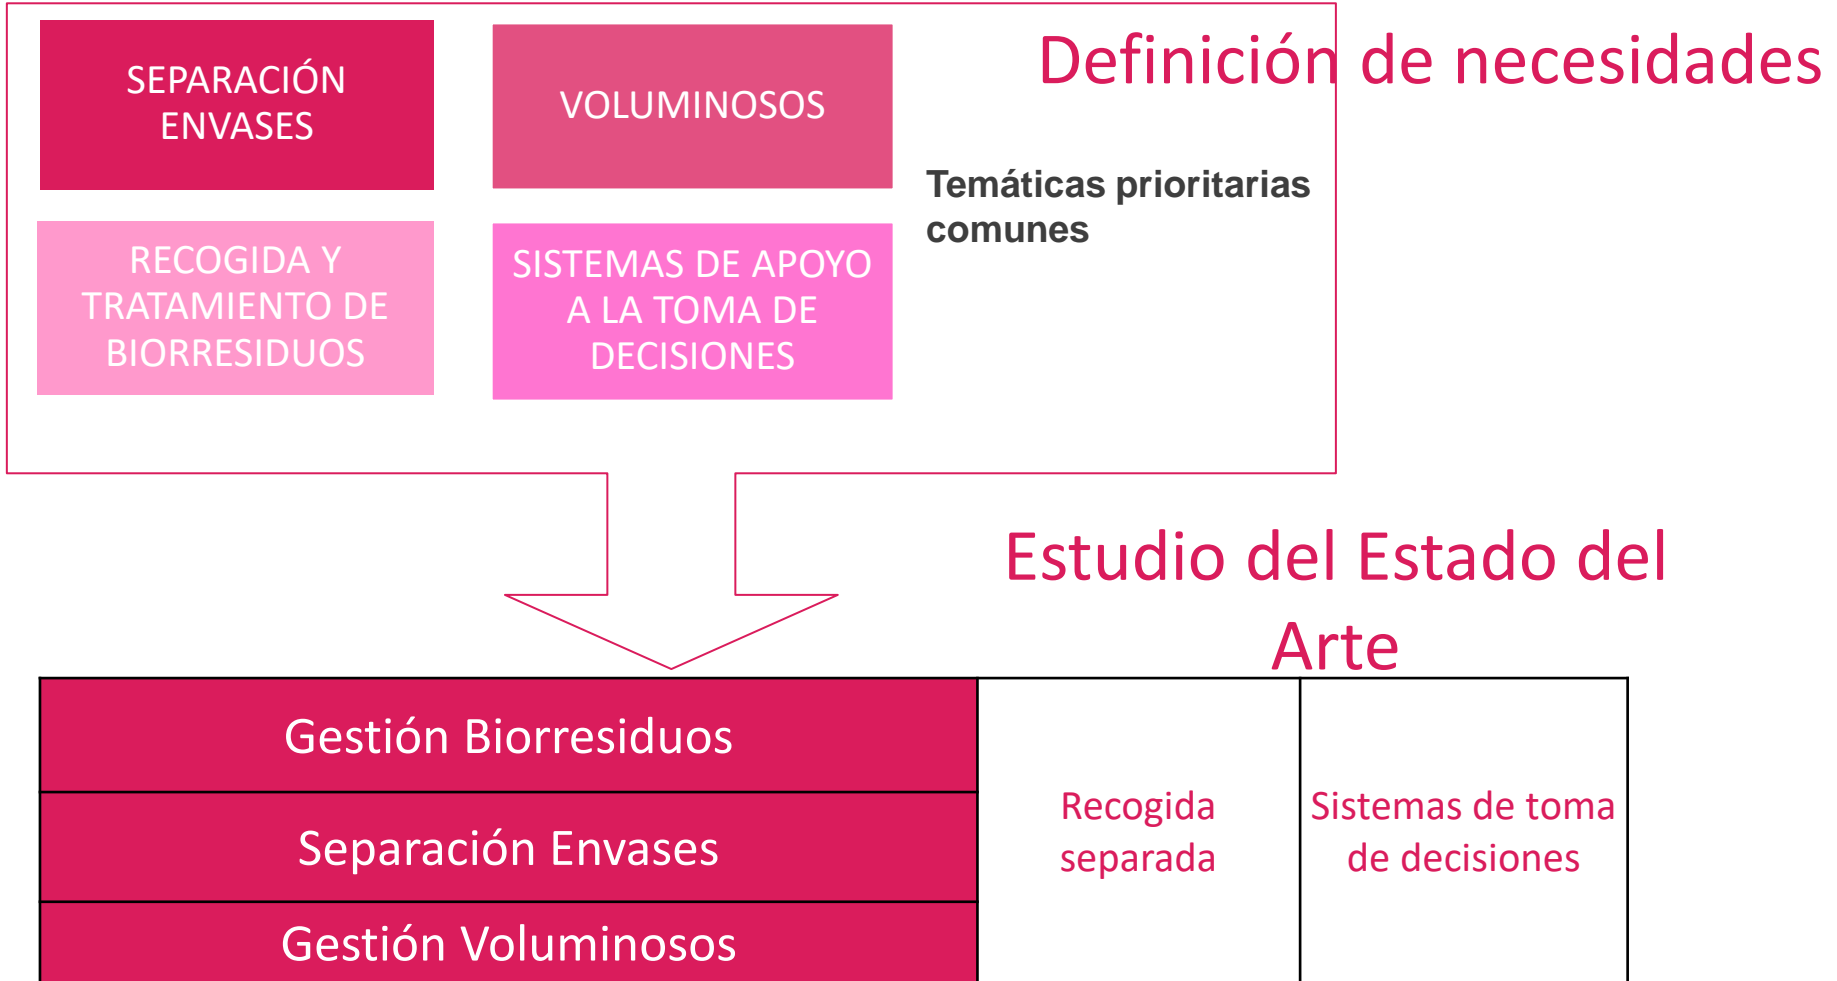 Definición de necesidades
SEPARACIÓN
ENVASES
VOLUMINOSOS
Temáticas prioritarias
comunes
RECOGIDA Y
TRATAMIENTO DE
BIORRESIDUOS
SISTEMAS DE APOYO
A LA TOMA DE
DECISIONES
Estudio del Estado del
Arte
Gestión Biorresiduos
Separación Envases
Gestión Voluminosos
Recogida
separada
Sistemas de toma
de decisiones